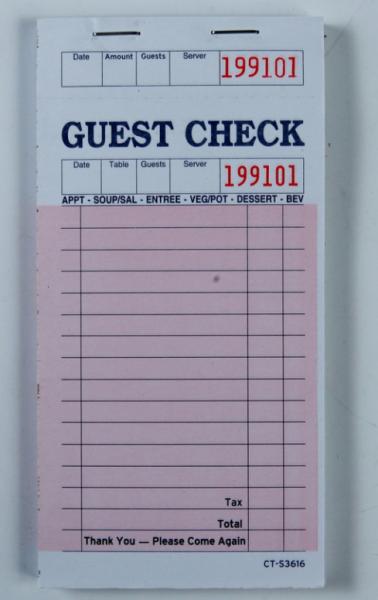 Date Amount Guests Server 199101
GUEST CHECK
Date Table Guests Server 199101
APPT - SOUP/SAL - ENTREE - VEG/POT - DESSERT - BEV
Tax
Total
Thank You — Please Come Again
CT-S3616